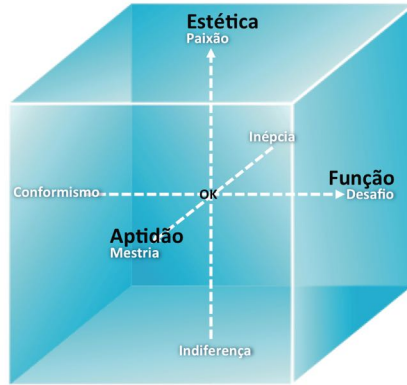 Estética
Paixão
Inépcia
Função
Conformismo
OK
Desafio
Aptidão
Mestria
Indiferença